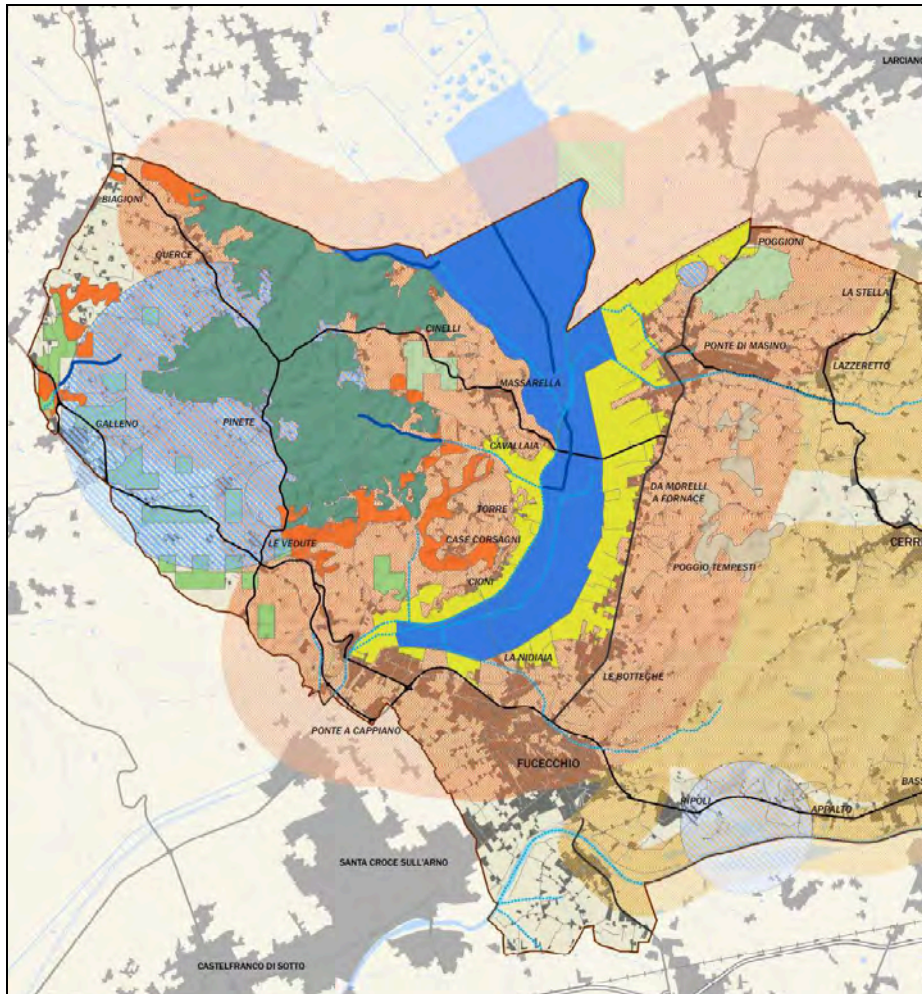 LARCIANO
BIAGIONI
POGGIONI
QUERCE
LA STELLA
CINELLI
PONTE DI MASINO
LAZZERETTO
MASSARELLA
GALLENO
PINETE
CAVALLAIA
DA MORELLI
A FORNACE
TORRE
LE VEDUTE
CASE CORSAGNI
CERR
POGGIO TEMPESTI
CIONI
LA NIDIAIA
LE BOTTEGHE
PONTE A CAPPIANO
FUCECCHIO
BASS
RIPOLI
APPALTO
SANTA CROCE SULL'ARNO
CASTELFRANCO DI SOTTO